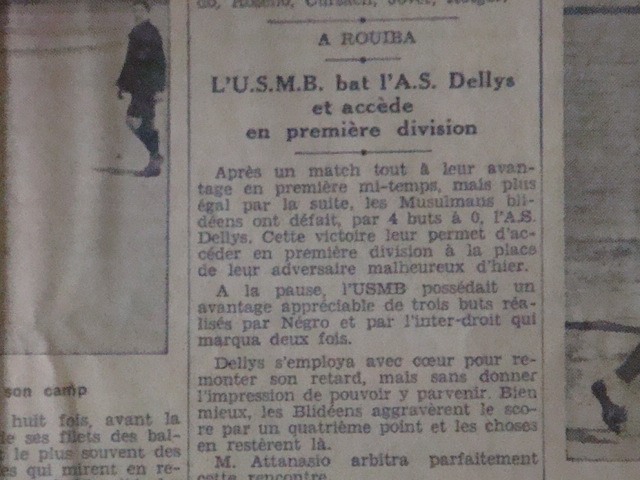 A ROUIBA
L'U.S.M.B. bat l'A.S. Dellys
et accède
en première division
Après un match tout à leur avan-
tage en première mi-temps, mais plus
égal par la suite, les Musulmans bli-
déens ont défait, par 4 buts à 0, l'A.S.
Dellys. Cette victoire leur permet d'ac-
céder en première division à la place
de leur adversaire malheureux d'hier.
A la pause, l'USMB possédait un
avantage appréciable de trois buts réa-
lisés par Négro et par l'inter-droit qui
marqua deux fois.
Dellys s'employa avec cœur pour re-
monter son retard, mais sans donner
l'impression de pouvoir y parvenir. Bien
mieux, les Blidéens aggravèrent le sco-
re par un quatrième point et les choses
en restèrent là.
M. Attanasio arbitra parfaitement
cette rencontre
son camp
huit fois, avant la
de ses filets des bal-
t le plus souvent des
es qui mirent en re-